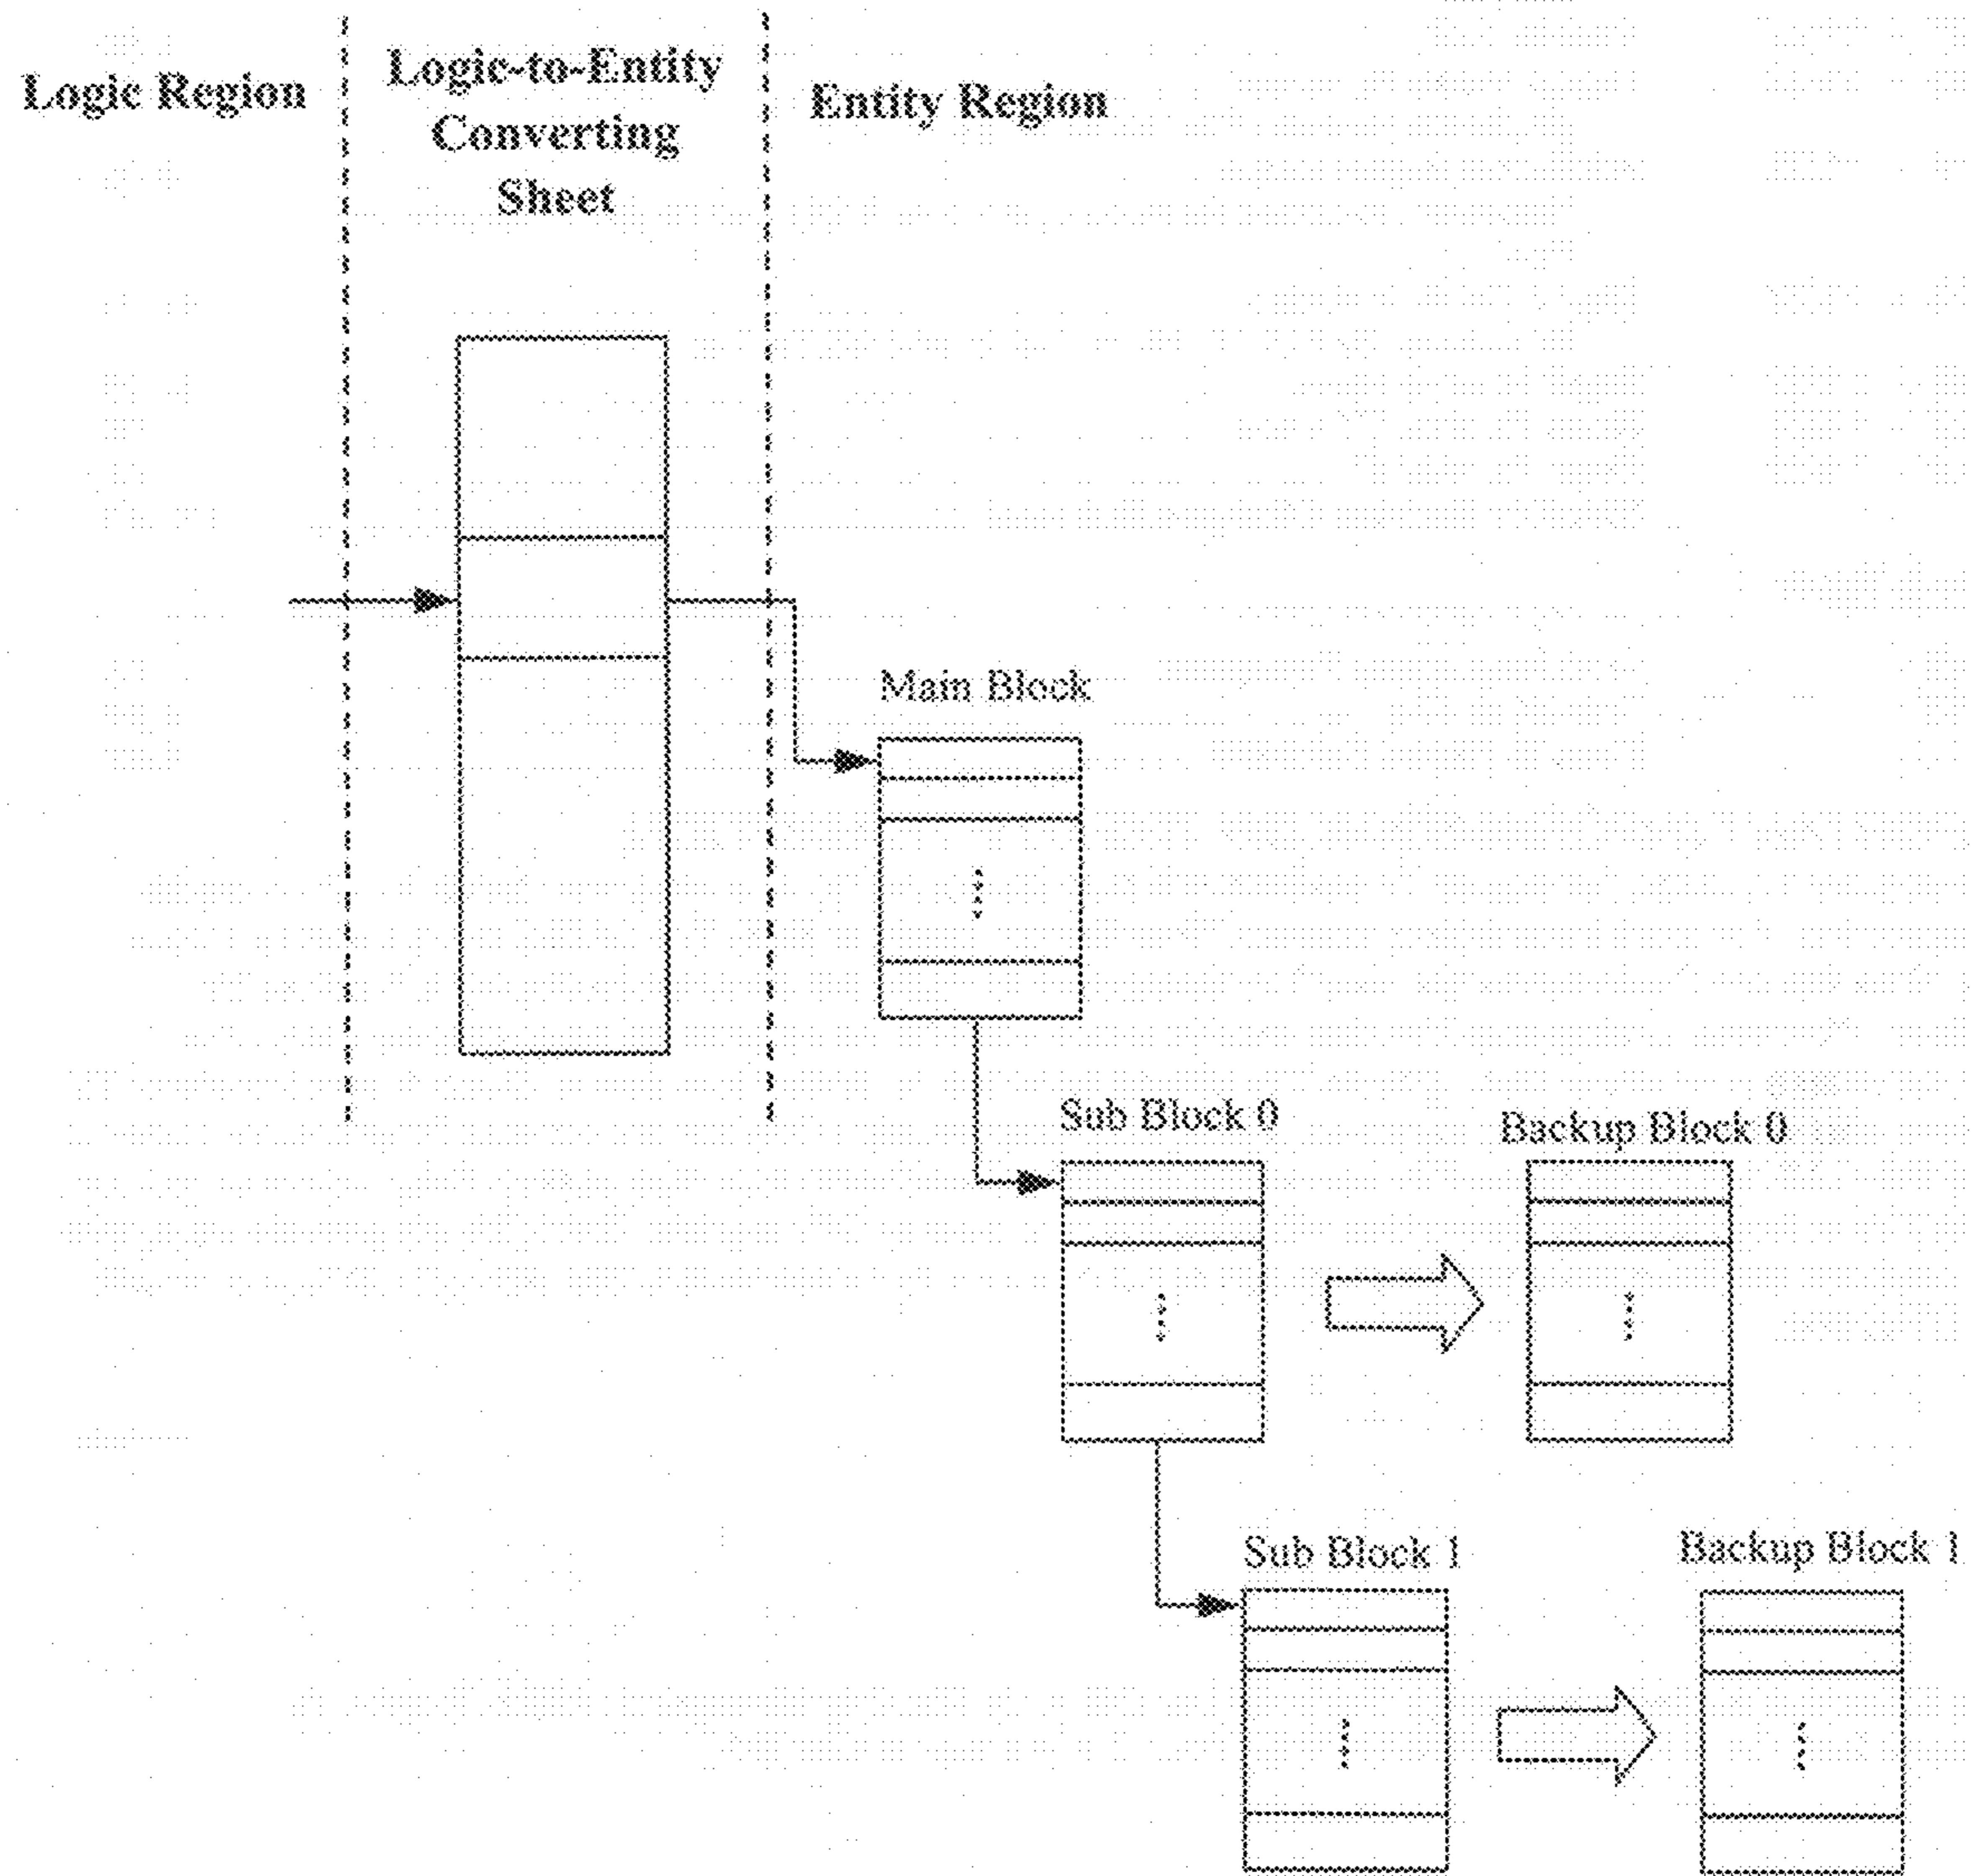 Logic Region
Logic-to-Entity
Converting
Sheet
Entity Region
Main Block
Sub Block 0
Backup Block 0
Sub Block 1
Backup Block 1